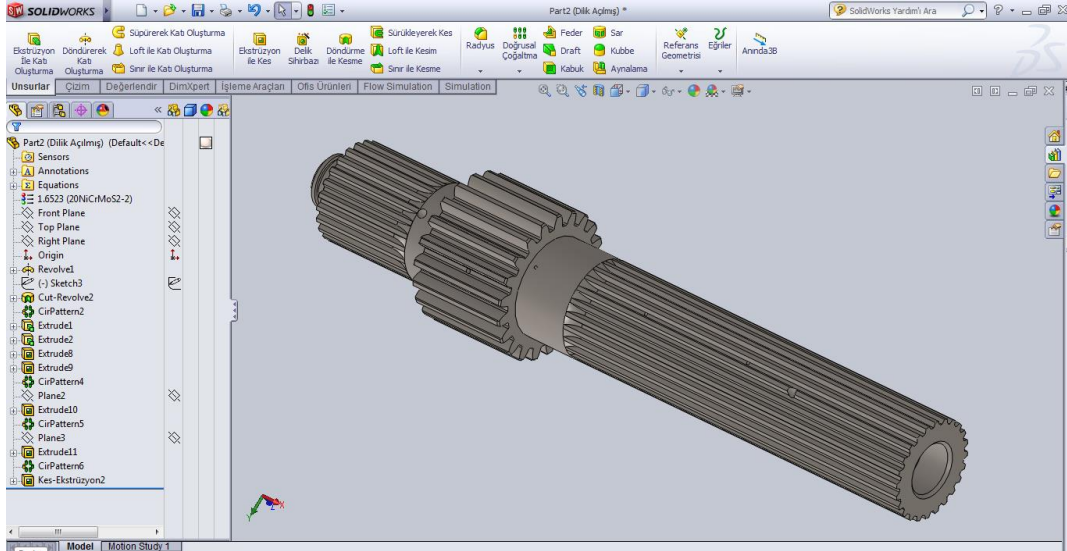 SOLIDWORKS
Part2 (Dilik Açılmış) *
SolidWorks Yardım'ı Ara
Ekstrüzyon İle Katı Oluşturma
Döndürerek Katı Oluşturma
Süpürerek Katı Oluşturma
Loft ile Katı Oluşturma
Sınır ile Katı Oluşturma
Ekstrüzyon ile Kes
Delik Sihirbazı
Döndürme ile Kesme
Sürükleyerek Kes
Loft ile Kesim
Sınır ile Kesme
Radyus
Doğrusal Çoğaltma
Feder
Draft
Kabuk
Sar
Kubbe
Aynalama
Referans Geometrisi
Eğriler
Anında3B
Unsurlar
Çizim
Değerlendir
DimXpert
İşleme Araçları
Ofis Ürünleri
Flow Simulation
Simulation
Part2 (Dilik Açılmış) (Default<<De
Sensors
Annotations
Equations
1.6523 (20NiCrMoS2-2)
Front Plane
Top Plane
Right Plane
Origin
Revolve1
(-) Sketch3
Cut-Revolve2
CirPattern2
Extrude1
Extrude2
Extrude8
Extrude9
CirPattern4
Plane2
Extrude10
CirPattern5
Plane3
Extrude11
CirPattern6
Kes-Ekstrüzyon2
Y
Z
X
Model
Motion Study 1